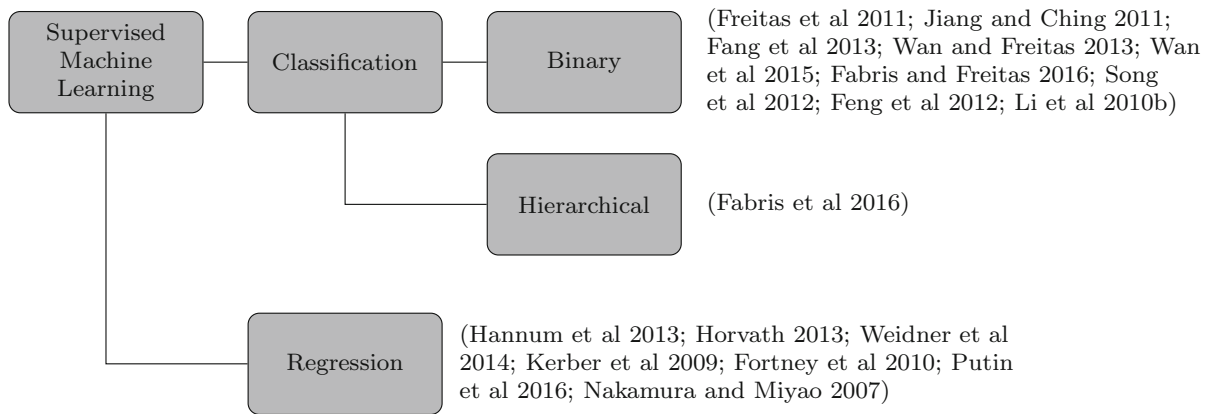 Supervised
Machine
Learning
Classification
Binary
(Freitas et al 2011; Jiang and Ching 2011;
Fang et al 2013; Wan and Freitas 2013; Wan
et al 2015; Fabris and Freitas 2016; Song
et al 2012; Feng et al 2012; Li et al 2010b)
Hierarchical
(Fabris et al 2016)
Regression
(Hannum et al 2013; Horvath 2013; Weidner et al
2014; Kerber et al 2009; Fortney et al 2010; Putin
et al 2016; Nakamura and Miyao 2007)